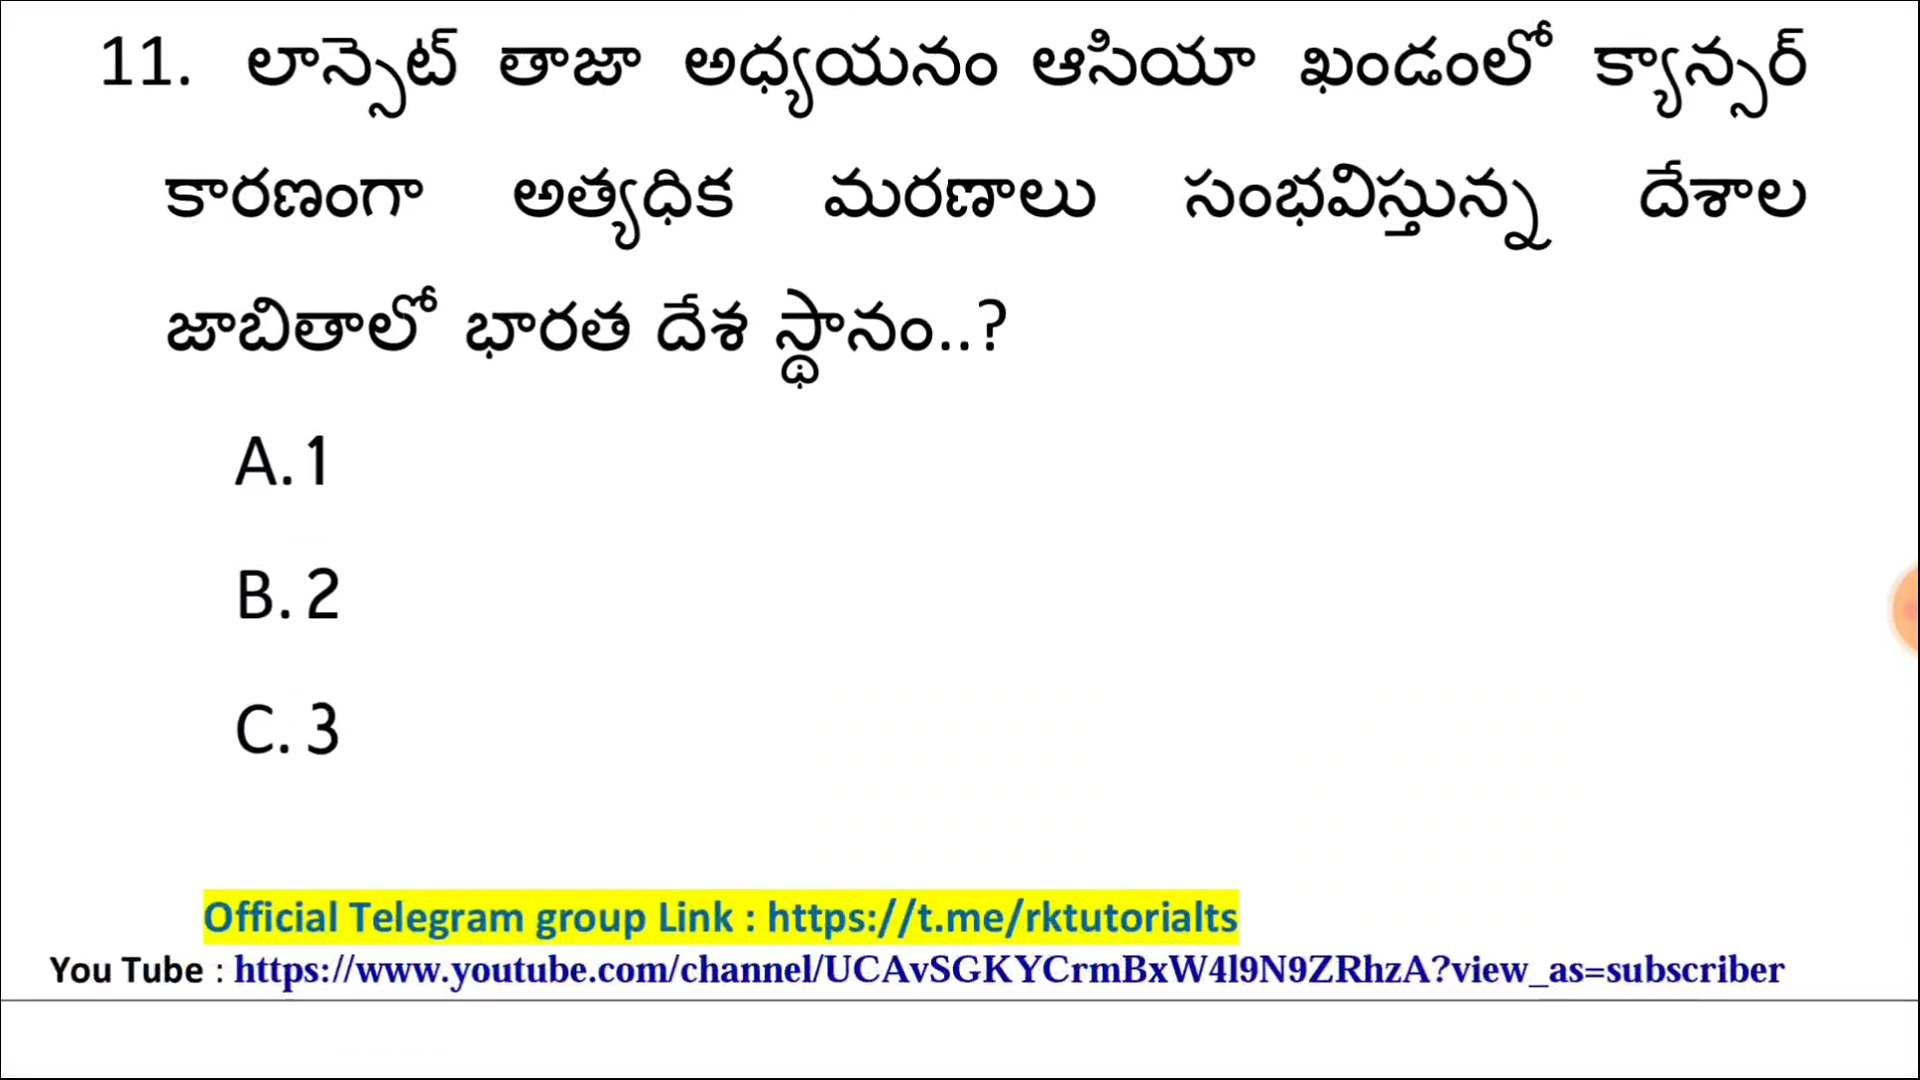 11. లాన్సెట్ తాజా అధ్యయనం ఆసియా ఖండంలో క్యాన్సర్
కారణంగా అత్యధిక మరణాలు సంభవిస్తున్న దేశాల
జాబితాలో భారత దేశ స్థానం..?
A. 1
B. 2
C. 3
Official Telegram group Link : https://t.me/rktutorialts
You Tube : https://www.youtube.com/channel/UCAvSGKYCrmBxW4l9N9ZRhzA?view_as=subscriber